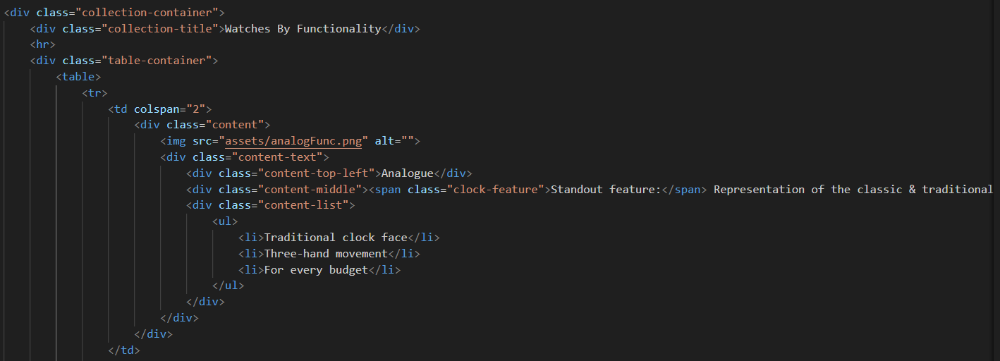 <div class="collection-container">
    <div class="collection-title">Watches By Functionality</div>
    <hr>
    <div class="table-container">
        <table>
            <tr>
                <td colspan="2">
                    <div class="content">
                        <img src="assets/analogFunc.png" alt="">
                        <div class="content-text">
                            <div class="content-top-left">Analogue</div>
                            <div class="content-middle"><span class="clock-feature">Standout feature:</span> Representation of the classic & traditional
                            <div class="content-list">
                                <ul>
                                    <li>Traditional clock face</li>
                                    <li>Three-hand movement</li>
                                    <li>For every budget</li>
                                </ul>
                            </div>
                        </div>
                    </div>
                </td>